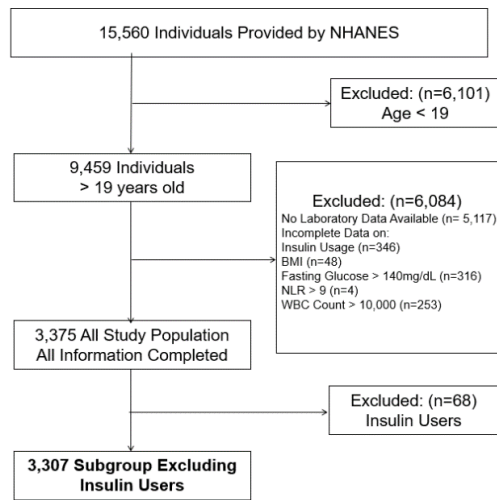 15,560 Individuals Provided by NHANES
Excluded: (n=6,101)
Age < 19
9,459 Individuals
> 19 years old
Excluded: (n=6,084)
No Laboratory Data Available (n= 5,117)
Incomplete Data on:
Insulin Usage (n=346)
BMI (n=48)
Fasting Glucose > 140mg/dL (n=316)
NLR > 9 (n=4)
WBC Count > 10,000 (n=253)
3,375 All Study Population
All Information Completed
Excluded: (n=68)
Insulin Users
3,307 Subgroup Excluding
Insulin Users